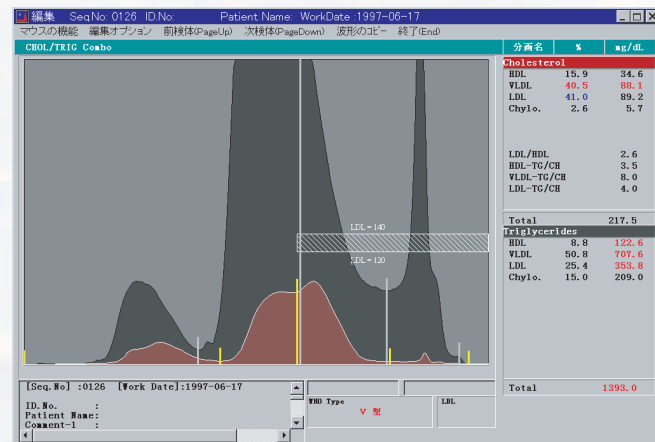 編集 Seq.No: 0126 ID.No: Patient Name: WorkDate :1997-06-17
マウスの機能 編集オプション 前検体(PageUp) 次検体(PageDown) 波形のコピー 終了(End)
CHOL/TRIG Combo
分画名 % mg/dL
Cholesterol
HDL 15.9 34.6
VLDL 40.5 88.1
LDL 41.0 89.2
Chylo. 2.6 5.7
LDL/HDL 2.6
HDL-TG/CH 3.5
VLDL-TG/CH 8.0
LDL-TG/CH 4.0
Total 217.5
Triglycerides
HDL 8.8 122.6
VLDL 50.8 707.6
LDL 25.4 353.8
Chylo. 15.0 209.0
Total 1393.0
LDL = 140
LDL = 120
[Seq.No] :0126 [Work Date]:1997-06-17
ID.No. :
Patient Name:
Comment-1 :
WHO Type
V 型
LDL